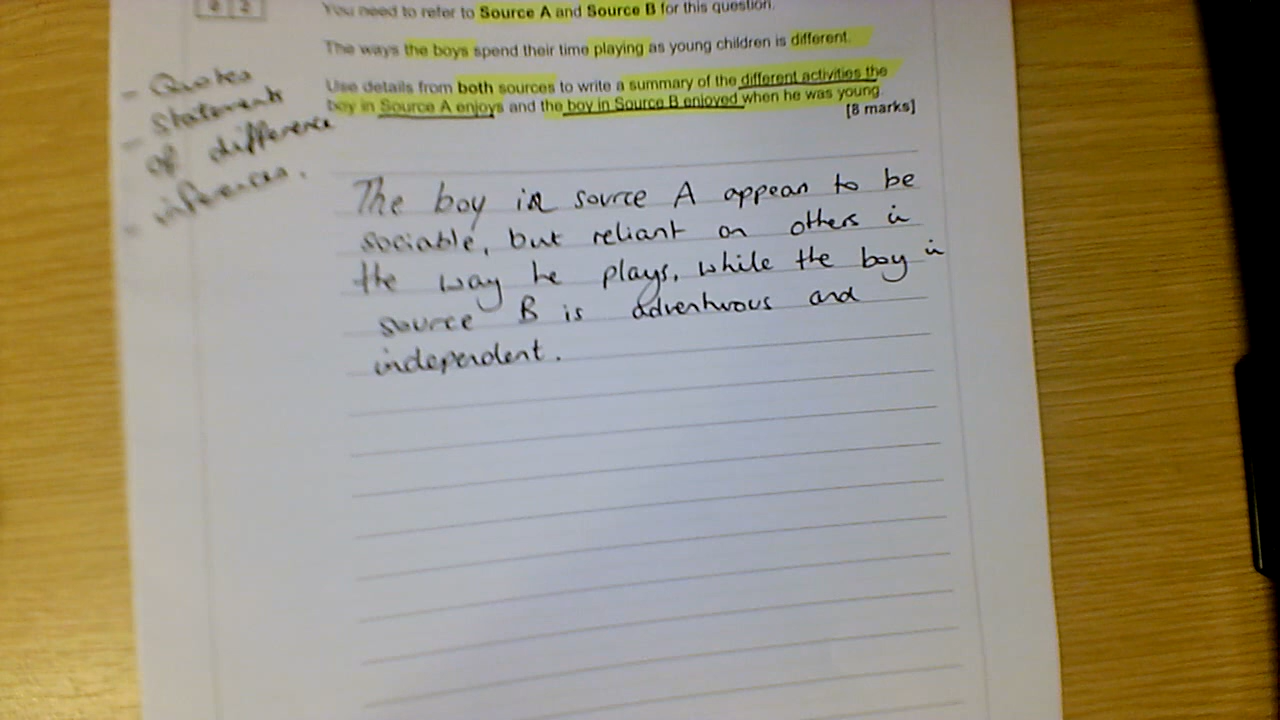 0 2
You need to refer to Source A and Source B for this question.
The ways the boys spend their time playing as young children is different.
Use details from both sources to write a summary of the different activities the
boy in Source A enjoys and the boy in Source B enjoyed when he was young.
[8 marks]
- Quotes
- Statements
of difference
- inferences.
The boy in source A appears to be
sociable, but reliant on others in
the way he plays, while the boy in
source B is adventurous and
independent.